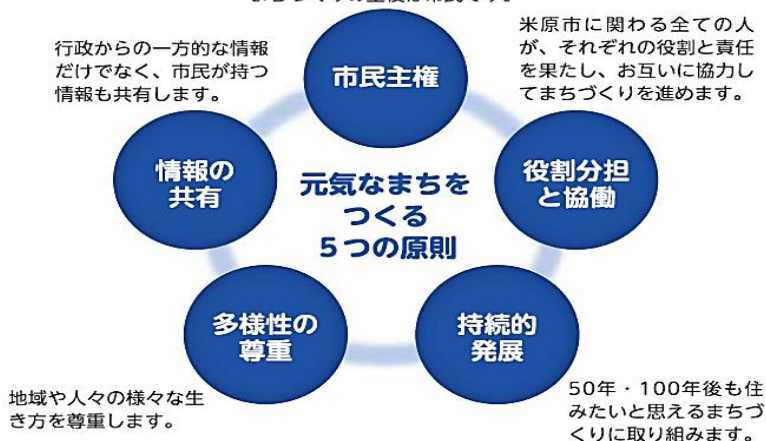 市民主権
米原市に関わる全ての人
が、それぞれの役割と責任
を果たし、お互いに協力し
てまちづくりを進めます。
役割分担
と協働
持続的
発展
50年・100年後も住
みたいと思えるまちづ
くりに取り組みます。
多様性の
尊重
地域や人々の様々な生
き方を尊重します。
情報の
共有
行政からの一方的な情報
だけでなく、市民が持つ
情報も共有します。
元気なまちを
つくる
5つの原則